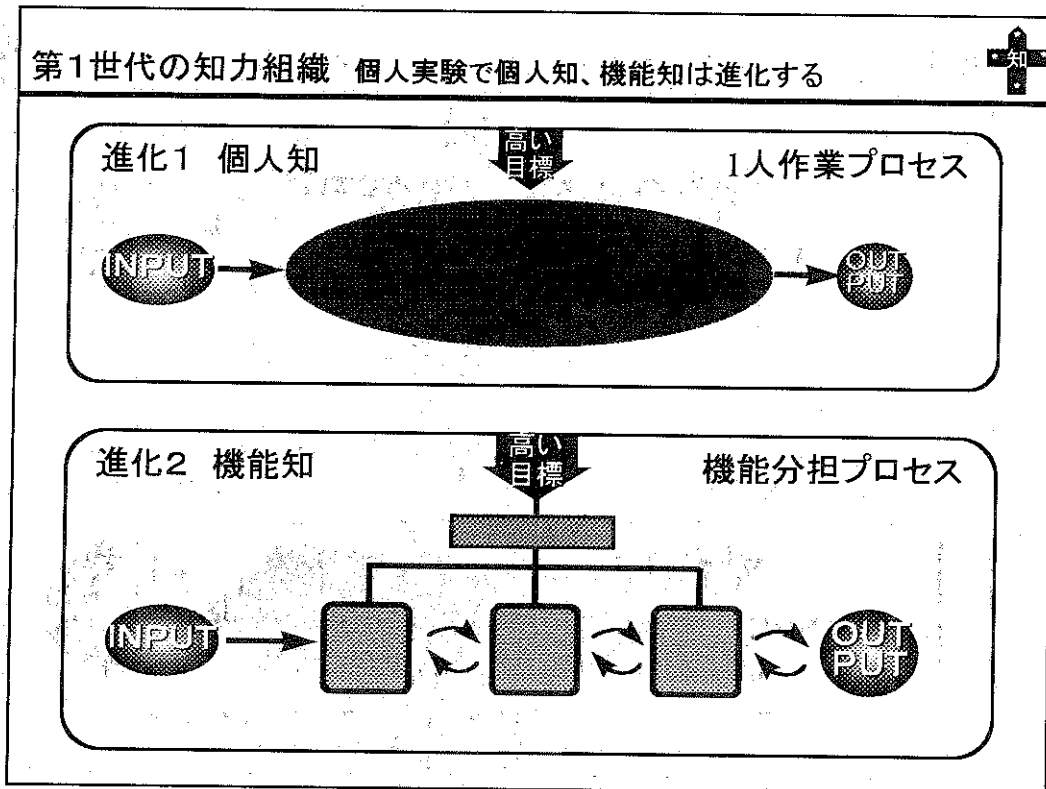 第1世代の知力組織 個人実験で個人知、機能知は進化する
知
進化1 個人知
高い
目標
1人作業プロセス
INPUT
OUT
PUT
進化2 機能知
高い
目標
機能分担プロセス
INPUT
OUT
PUT